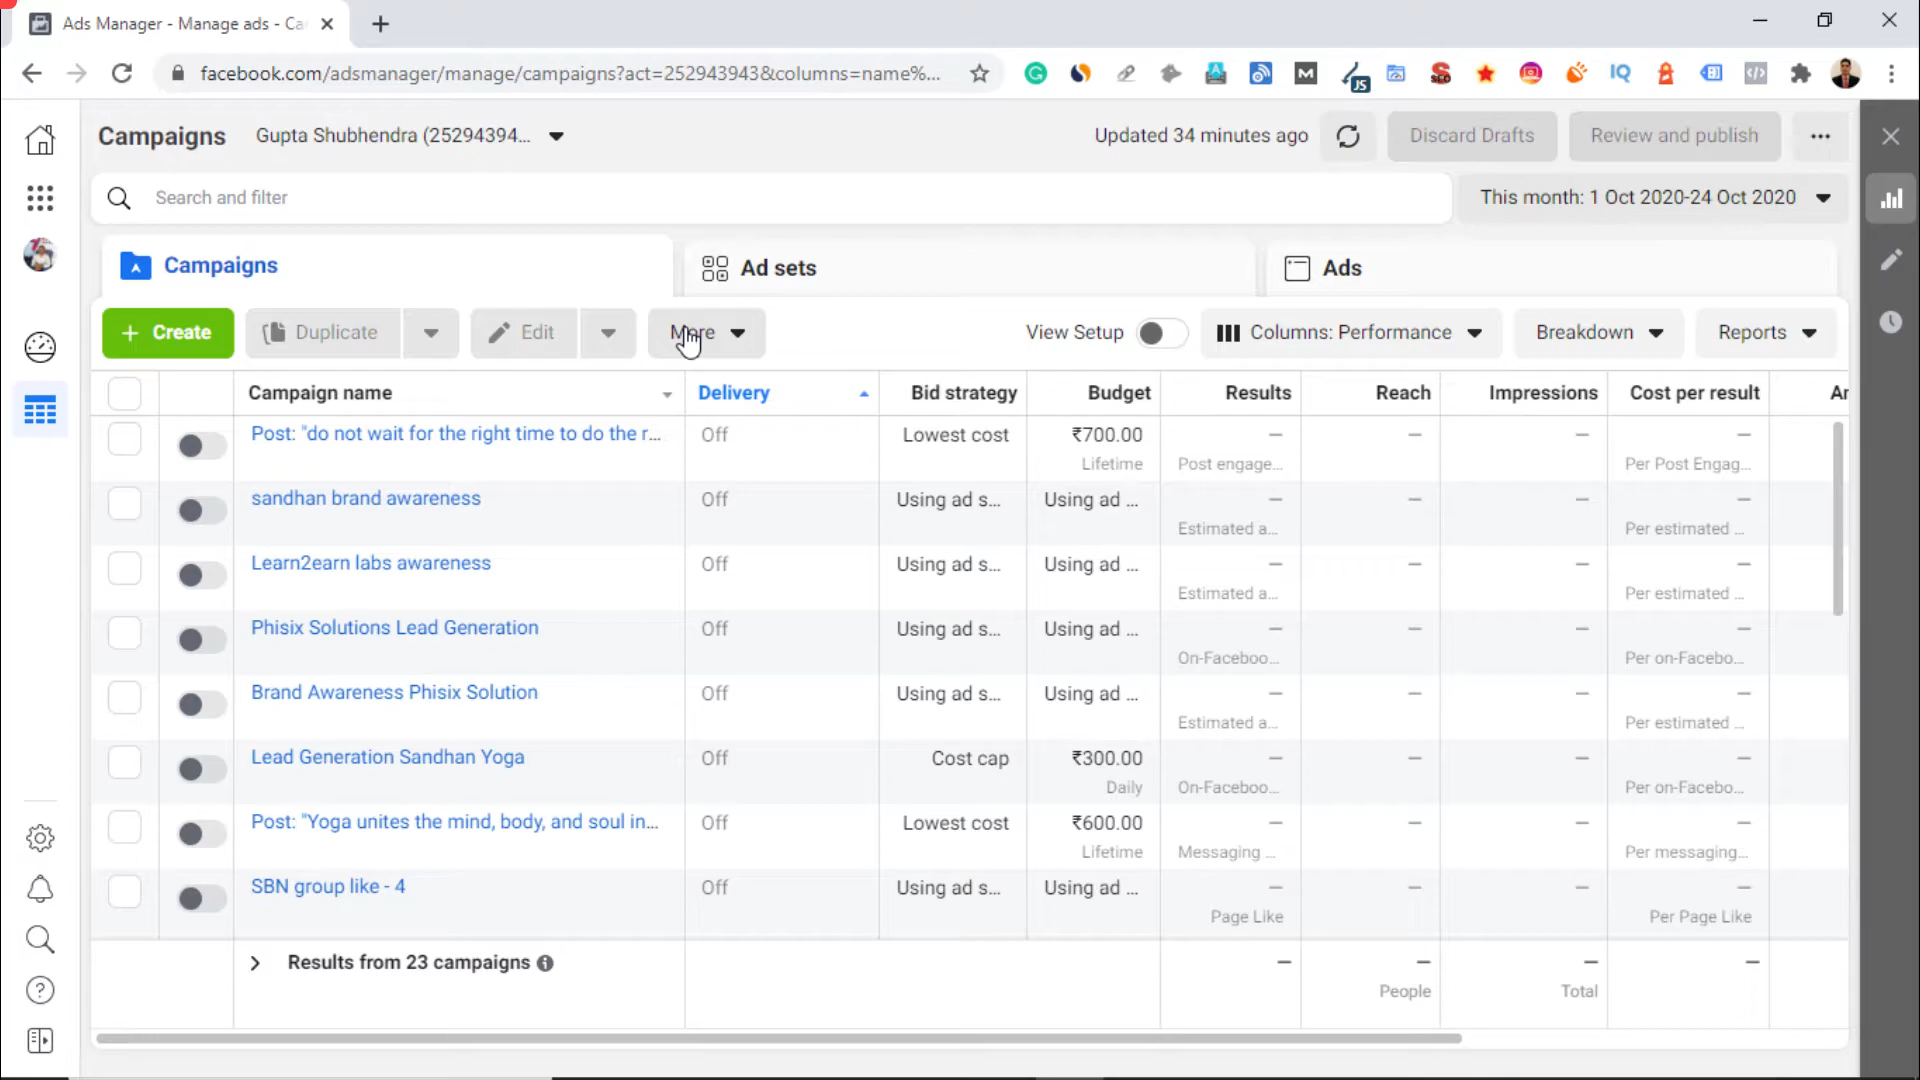 Ads Manager - Manage ads - Ca
facebook.com/adsmanager/manage/campaigns?act=252943943&columns=name%...
Campaigns
Gupta Shubhendra (25294394...
Updated 34 minutes ago
Discard Drafts
Review and publish
Search and filter
This month: 1 Oct 2020-24 Oct 2020
Campaigns
Ad sets
Ads
+ Create
Duplicate
Edit
More
View Setup
Columns: Performance
Breakdown
Reports
Campaign name Delivery Bid strategy Budget Results Reach Impressions Cost per result Ar
Post: "do not wait for the right time to do the r... Off Lowest cost ₹700.00 — — — —
Lifetime Post engage... Per Post Engag...
sandhan brand awareness Off Using ad s... Using ad ... — — — —
Estimated a... Per estimated ...
Learn2earn labs awareness Off Using ad s... Using ad ... — — — —
Estimated a... Per estimated ...
Phisix Solutions Lead Generation Off Using ad s... Using ad ... — — — —
On-Faceboo... Per on-Facebo...
Brand Awareness Phisix Solution Off Using ad s... Using ad ... — — — —
Estimated a... Per estimated ...
Lead Generation Sandhan Yoga Off Cost cap ₹300.00 — — — —
Daily On-Faceboo... Per on-Facebo...
Post: "Yoga unites the mind, body, and soul in... Off Lowest cost ₹600.00 — — — —
Lifetime Messaging ... Per messaging...
SBN group like - 4 Off Using ad s... Using ad ... — — — —
Page Like Per Page Like
Results from 23 campaigns — — — —
People Total